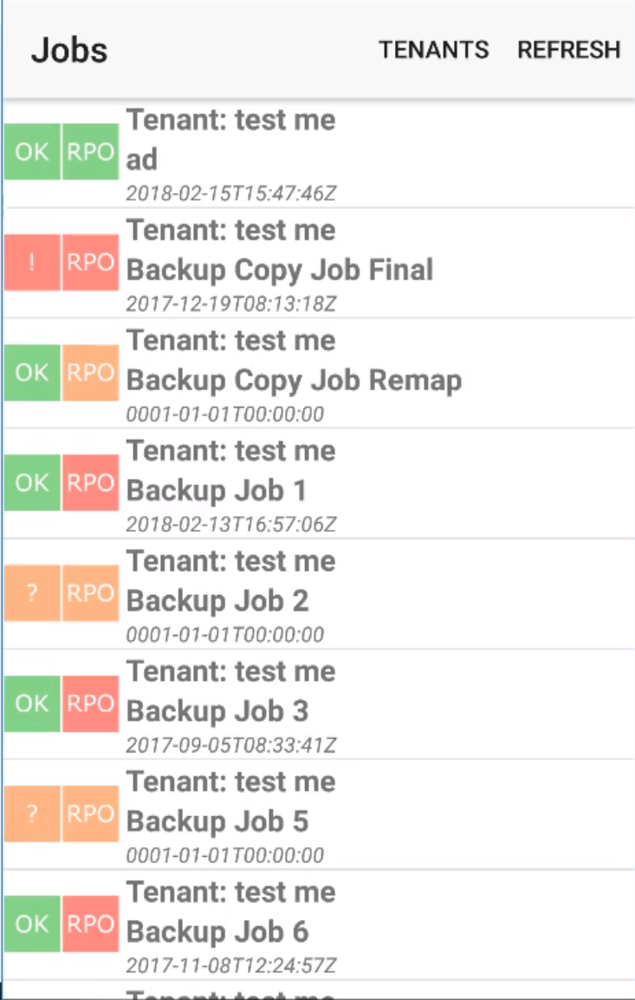 Jobs TENANTS REFRESH
Tenant: test me
OK RPO ad
2018-02-15T15:47:46Z
Tenant: test me
! RPO Backup Copy Job Final
2017-12-19T08:13:18Z
Tenant: test me
OK RPO Backup Copy Job Remap
0001-01-01T00:00:00
Tenant: test me
OK RPO Backup Job 1
2018-02-13T16:57:06Z
Tenant: test me
? RPO Backup Job 2
0001-01-01T00:00:00
Tenant: test me
OK RPO Backup Job 3
2017-09-05T08:33:41Z
Tenant: test me
? RPO Backup Job 5
0001-01-01T00:00:00
Tenant: test me
OK RPO Backup Job 6
2017-11-08T12:24:57Z
Tenant: test me